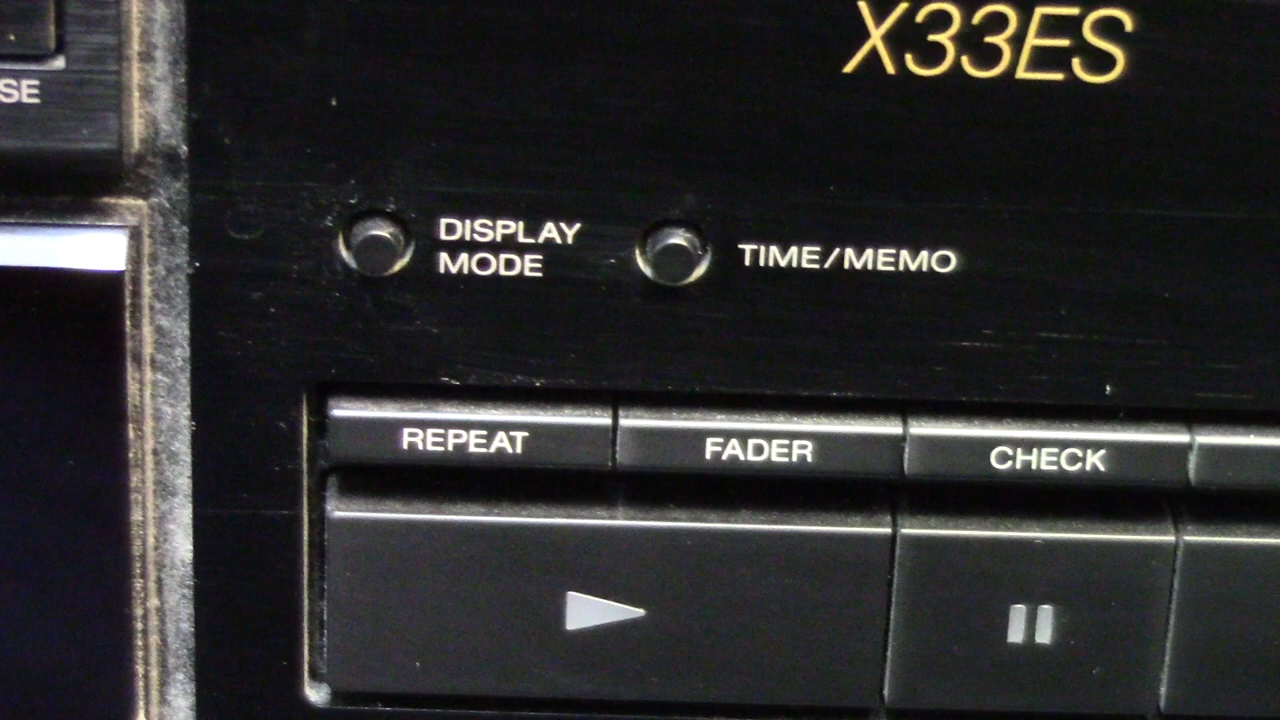 X33ES
SE
DISPLAY
MODE
TIME/MEMO
REPEAT
FADER
CHECK